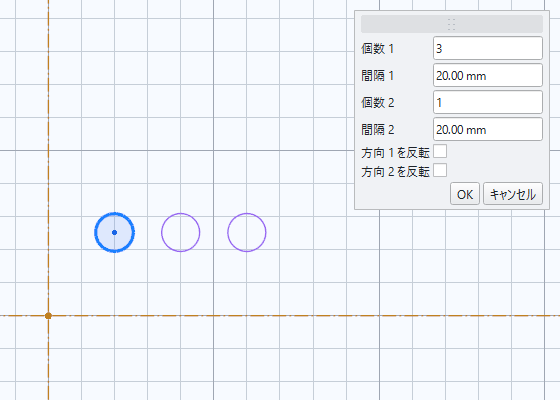 個数 1 3
間隔 1 20.00 mm
個数 2 1
間隔 2 20.00 mm
方向 1 を反転
方向 2 を反転
OK キャンセル